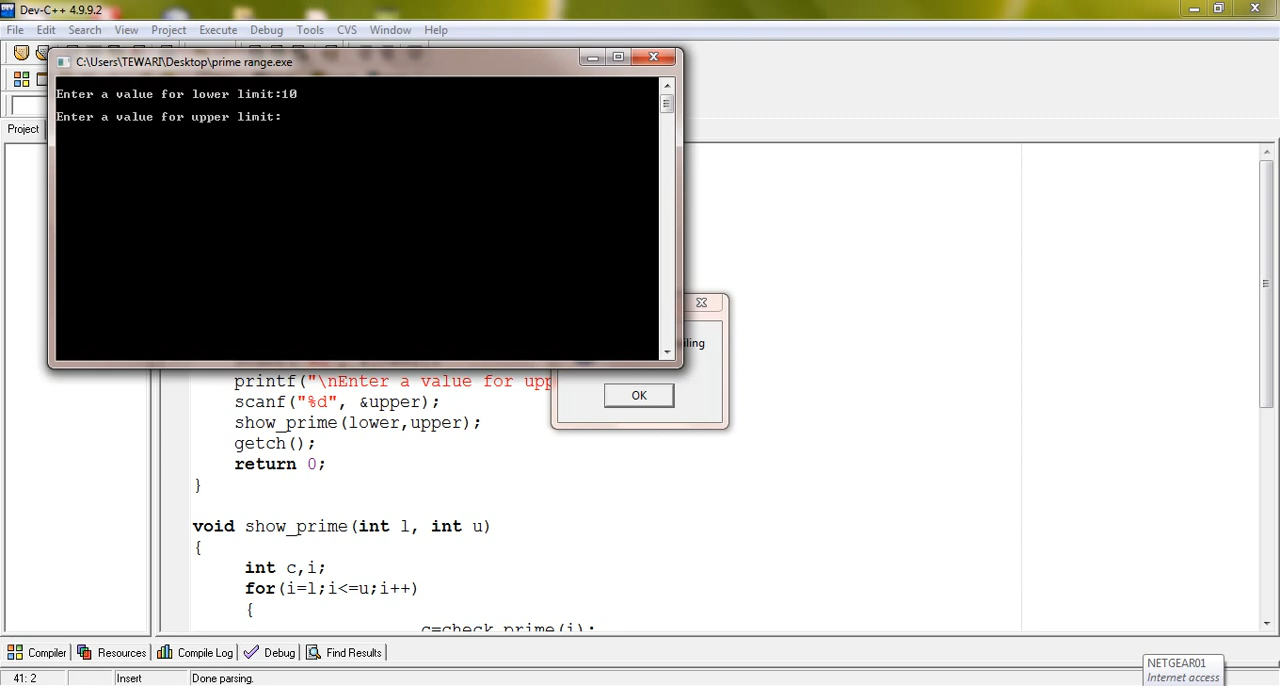 Dev-C++ 4.9.9.2
File Edit Search View Project Execute Debug Tools CVS Window Help
C:\Users\TEWARI\Desktop\prime range.exe
Enter a value for lower limit:10
Enter a value for upper limit:
Project
OK
printf("\nEnter a value for upp
scanf("%d", &upper);
show_prime(lower,upper);
getch();
return 0;
}
void show_prime(int l, int u)
{
int c,i;
for(i=l;i<=u;i++)
{
c=check_prime(i);
Compiler Resources Compile Log Debug Find Results
NETGEAR01
Internet access
41: 2 Insert Done parsing.